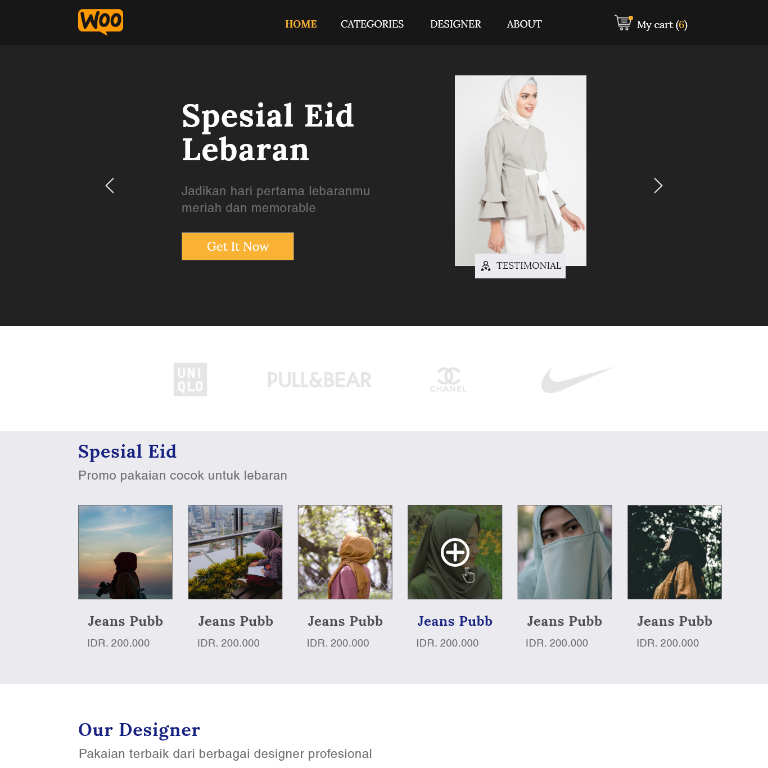 Woo
HOME CATEGORIES DESIGNER ABOUT My cart (6)
Spesial Eid
Lebaran
Jadikan hari pertama lebaranmu
meriah dan memorable
Get It Now
TESTIMONIAL
UNI
QLO
PULL&BEAR
CHANEL
Spesial Eid
Promo pakaian cocok untuk lebaran
Jeans Pubb Jeans Pubb Jeans Pubb Jeans Pubb Jeans Pubb Jeans Pubb
IDR. 200.000 IDR. 200.000 IDR. 200.000 IDR. 200.000 IDR. 200.000 IDR. 200.000
Our Designer
Pakaian terbaik dari berbagai designer profesional